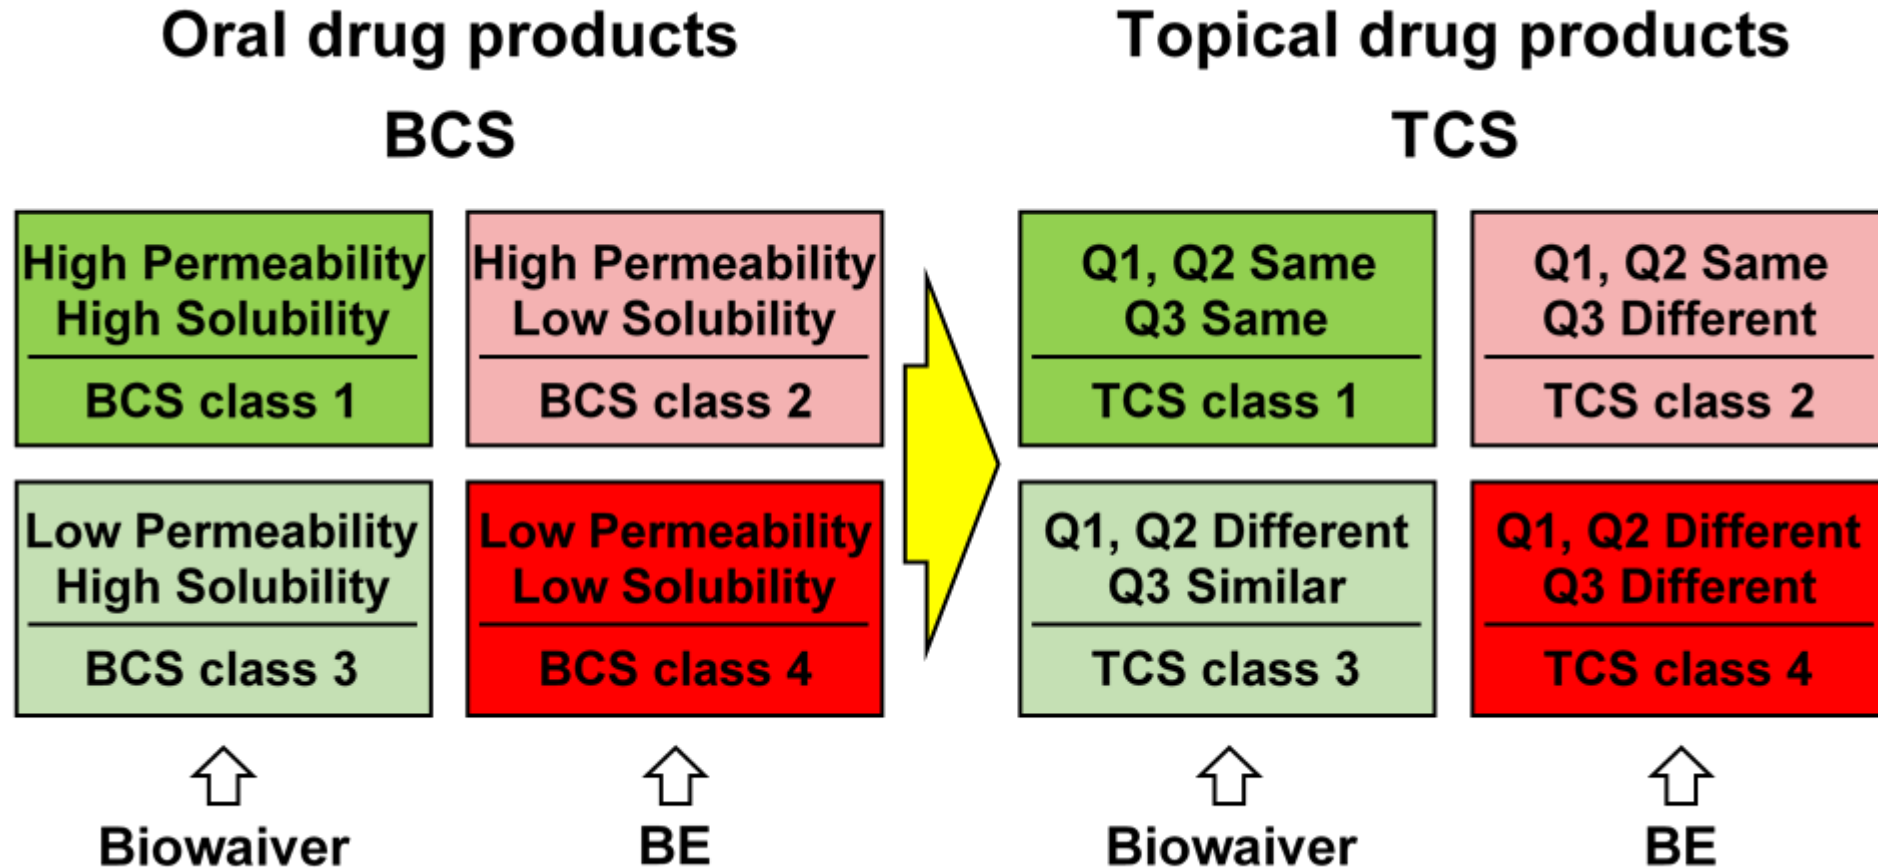 Oral drug products
BCS
High Permeability
High Solubility
BCS class 1
High Permeability
Low Solubility
BCS class 2
Low Permeability
High Solubility
BCS class 3
Low Permeability
Low Solubility
BCS class 4
Biowaiver
BE
Topical drug products
TCS
Q1, Q2 Same
Q3 Same
TCS class 1
Q1, Q2 Same
Q3 Different
TCS class 2
Q1, Q2 Different
Q3 Similar
TCS class 3
Q1, Q2 Different
Q3 Different
TCS class 4
Biowaiver
BE